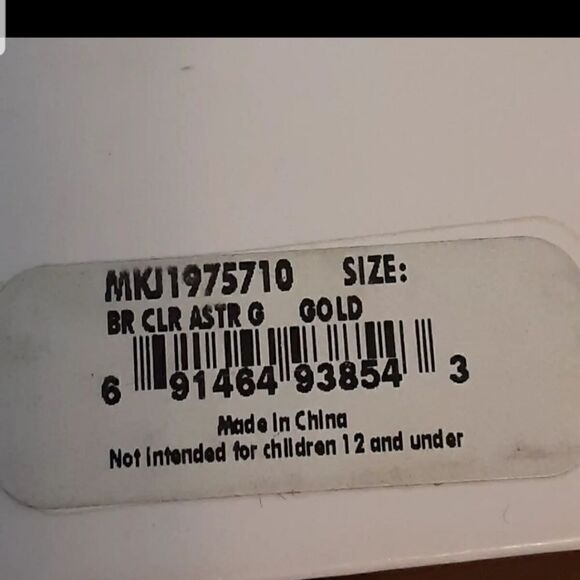 MKJ1975710 SIZE:
BR CLR ASTR G GOLD
6 91464 93854 3
Made in China
Not intended for children 12 and under